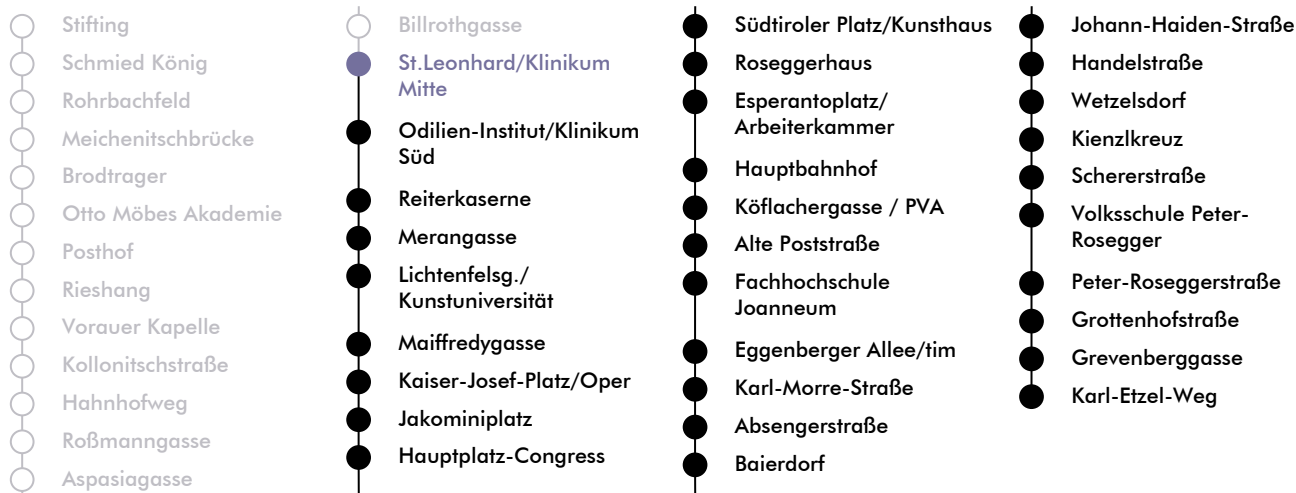 Stifting
Schmied König
Rohrbachfeld
Meichenitschbrücke
Brodtrager
Otto Möbes Akademie
Posthof
Rieshang
Vorauer Kapelle
Kollonitschstraße
Hahnhofweg
Roßmanngasse
Aspasiagasse
Billrothgasse
St.Leonhard/Klinikum
Mitte
Odilien-Institut/Klinikum
Süd
Reiterkaserne
Merangasse
Lichtenfelsg./
Kunstuniversität
Maiffredygasse
Kaiser-Josef-Platz/Oper
Jakominiplatz
Hauptplatz-Congress
Südtiroler Platz/Kunsthaus
Roseggerhaus
Esperantoplatz/
Arbeiterkammer
Hauptbahnhof
Köflachergasse / PVA
Alte Poststraße
Fachhochschule
Joanneum
Eggenberger Allee/tim
Karl-Morre-Straße
Absengerstraße
Baierdorf
Johann-Haiden-Straße
Handelstraße
Wetzelsdorf
Kienzlkreuz
Schererstraße
Volksschule Peter-
Rosegger
Peter-Roseggerstraße
Grottenhofstraße
Grevenberggasse
Karl-Etzel-Weg